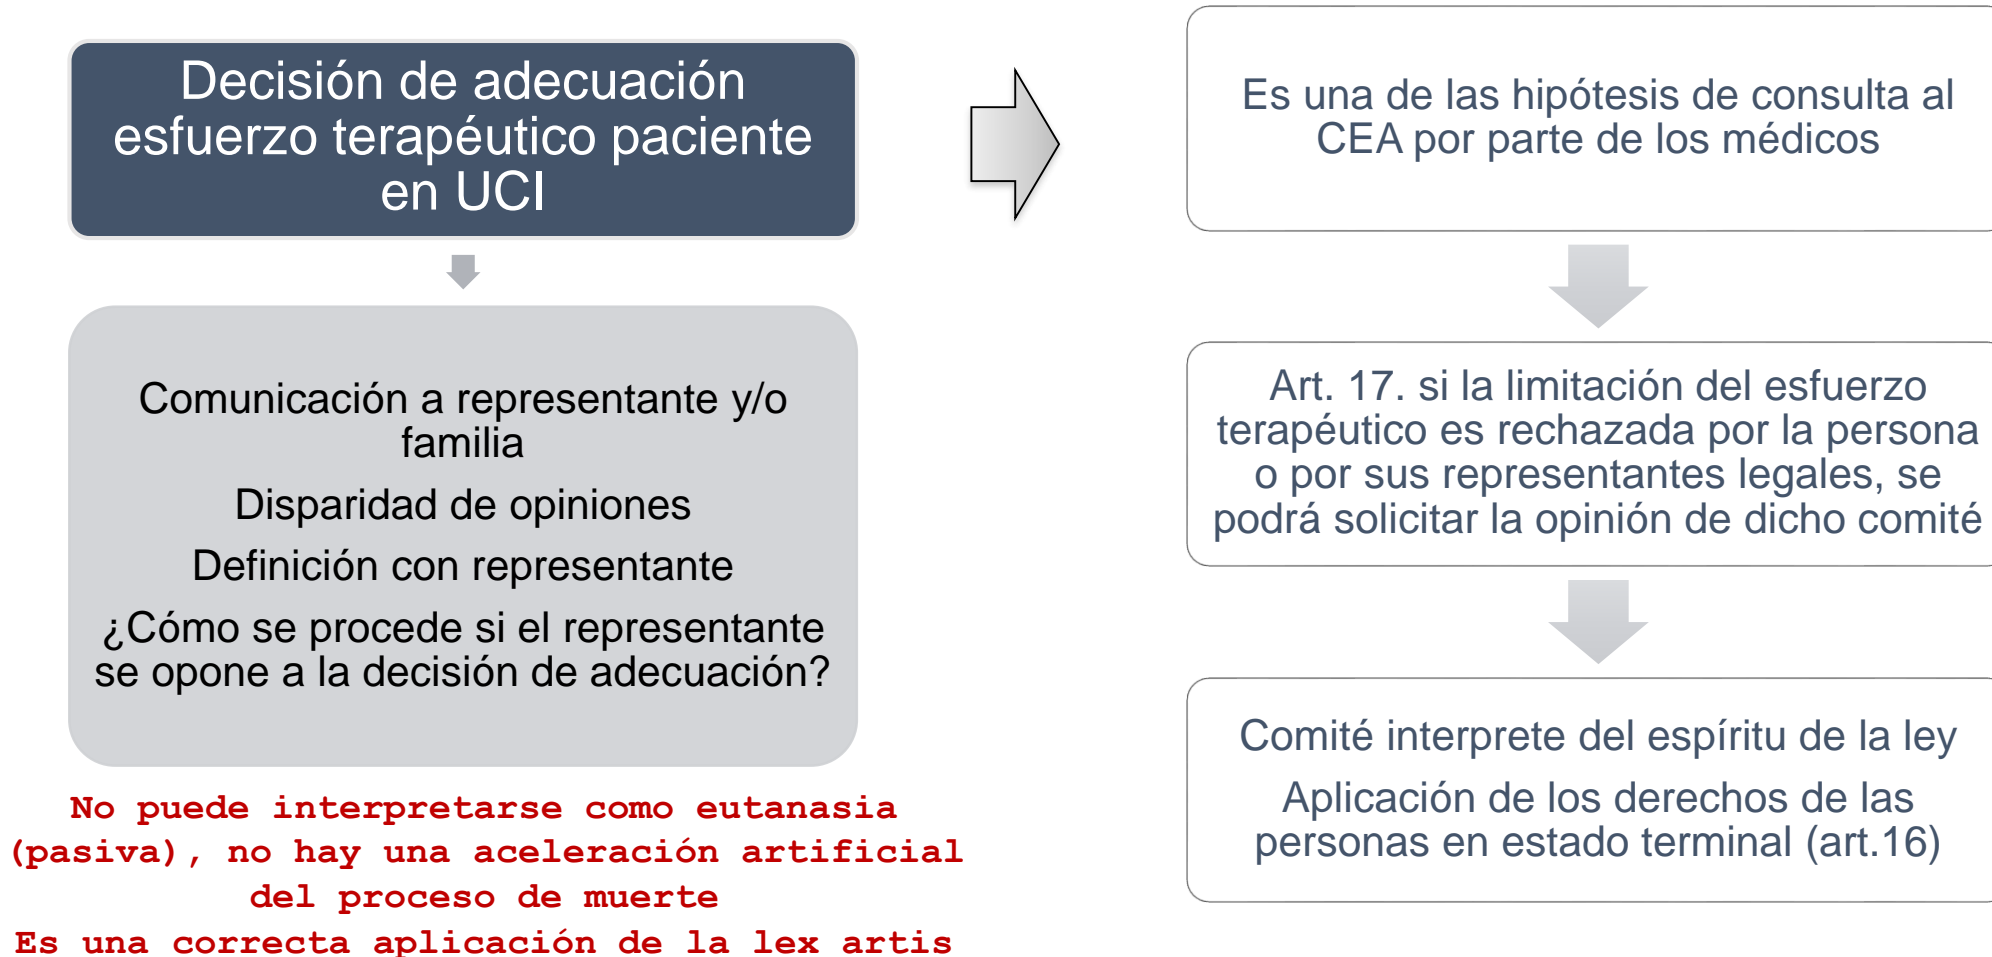 Decisión de adecuación
esfuerzo terapéutico paciente
en UCI
Comunicación a representante y/o
familia
Disparidad de opiniones
Definición con representante
¿Cómo se procede si el representante
se opone a la decisión de adecuación?
No puede interpretarse como eutanasia
(pasiva), no hay una aceleración artificial
del proceso de muerte
Es una correcta aplicación de la lex artis
Es una de las hipótesis de consulta al
CEA por parte de los médicos
Art. 17. si la limitación del esfuerzo
terapéutico es rechazada por la persona
o por sus representantes legales, se
podrá solicitar la opinión de dicho comité
Comité interprete del espíritu de la ley
Aplicación de los derechos de las
personas en estado terminal (art.16)